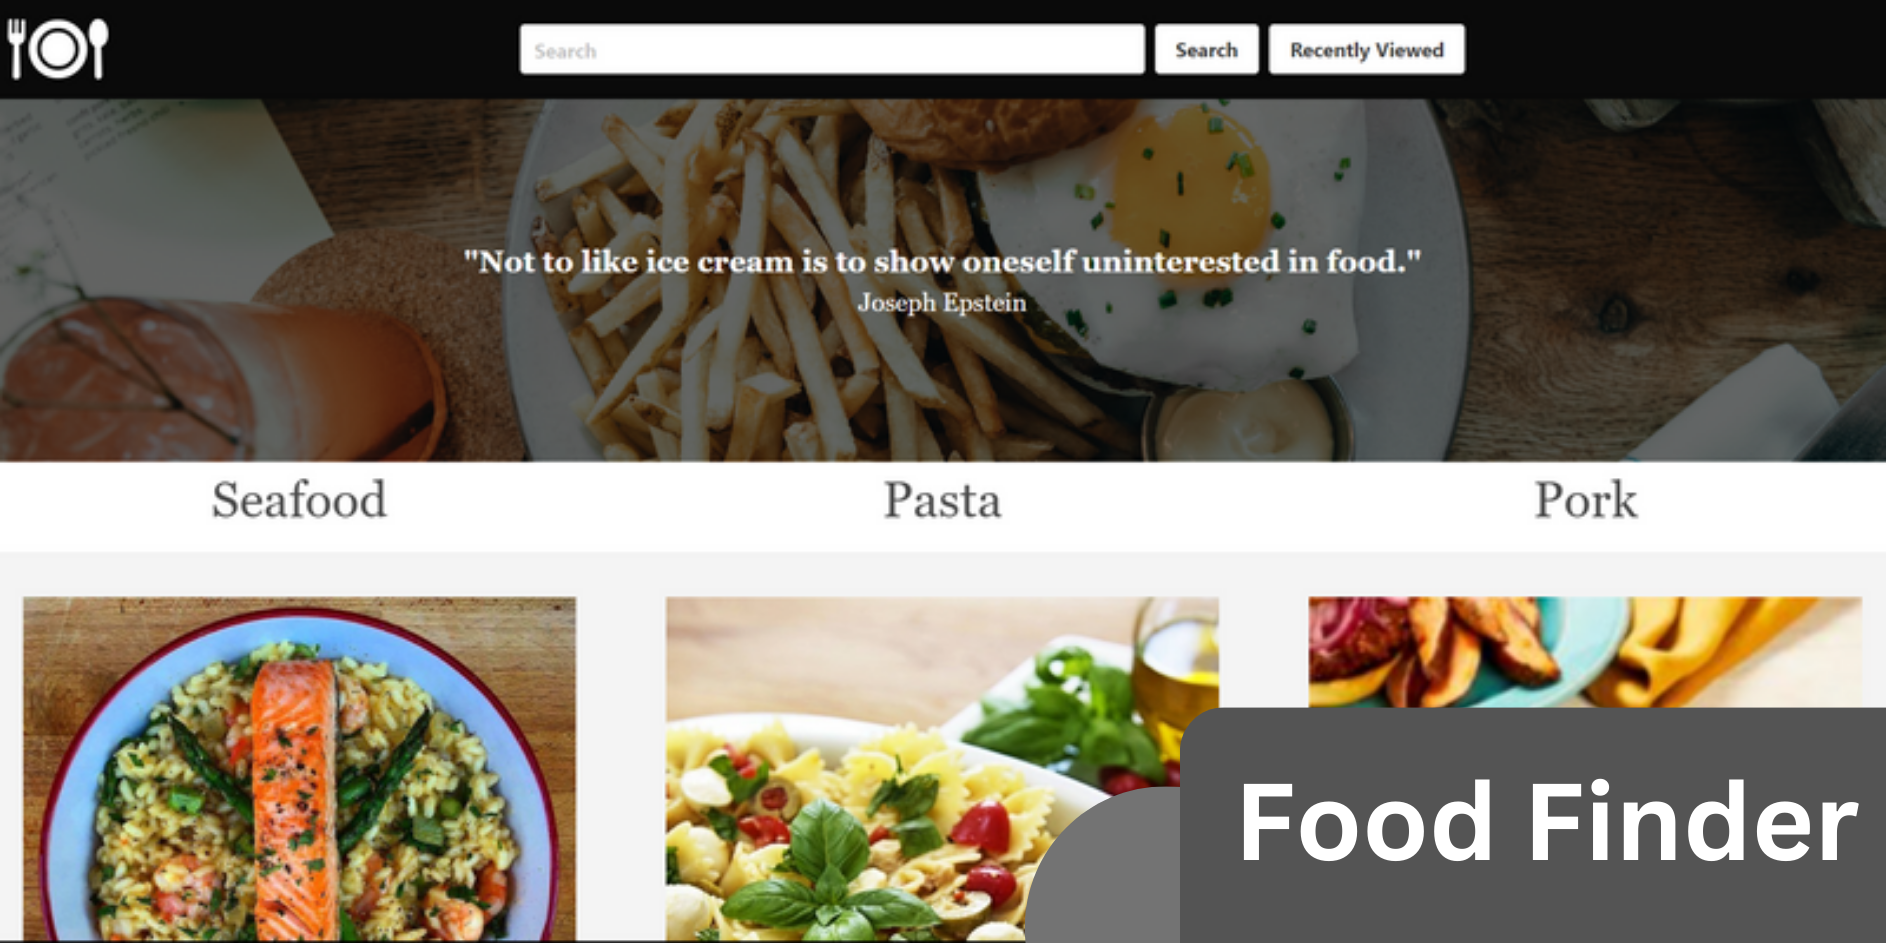 Search
Search
Recently Viewed
"Not to like ice cream is to show oneself uninterested in food."
Joseph Epstein
Seafood
Pasta
Pork
Food Finder